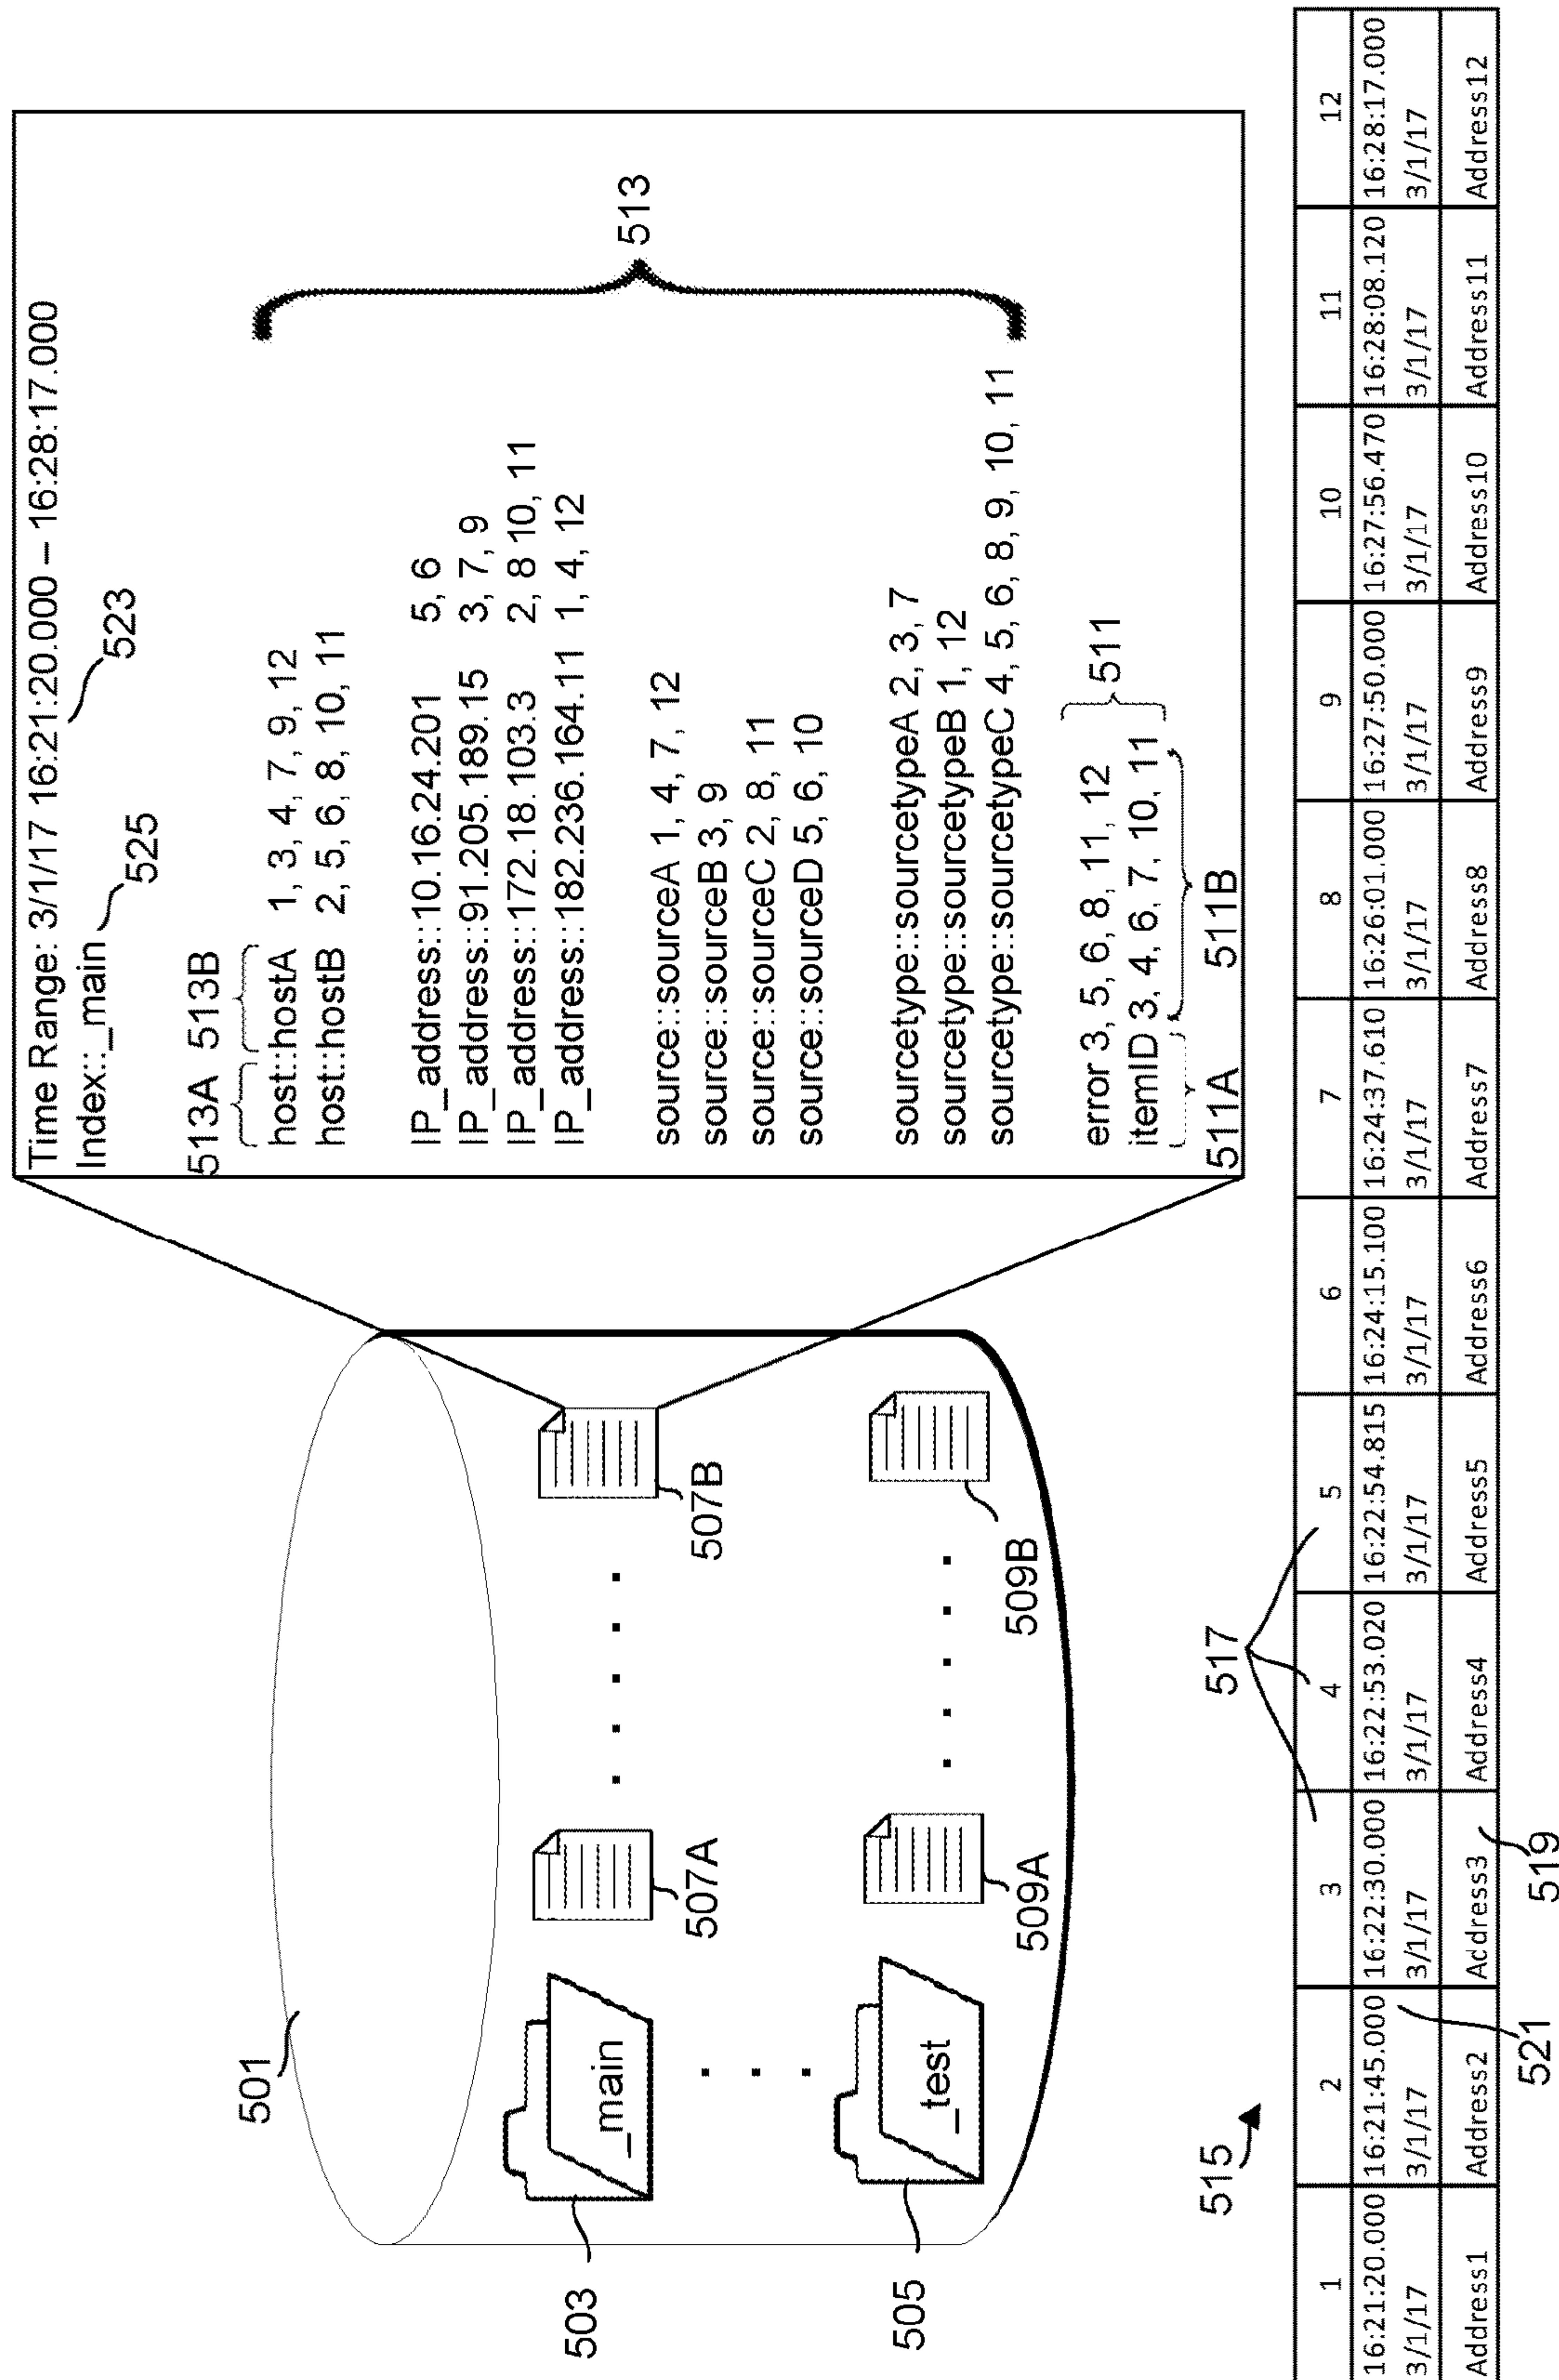 501
503
_main
507A
507B
505
_test
509A
509B
Time Range: 3/1/17 16:21:20.000 – 16:28:17.000
523
Index::_main
525
513A 513B
host::hostA 1, 3, 4, 7, 9, 12
host::hostB 2, 5, 6, 8, 10, 11
IP_address::10.16.24.201 5, 6
IP_address::91.205.189.15 3, 7, 9
IP_address::172.18.103.3 2, 8 10, 11
IP_address::182.236.164.11 1, 4, 12
513
source::sourceA 1, 4, 7, 12
source::sourceB 3, 9
source::sourceC 2, 8, 11
source::sourceD 5, 6, 10
sourcetype::sourcetypeA 2, 3, 7
sourcetype::sourcetypeB 1, 12
sourcetype::sourcetypeC 4, 5, 6, 8, 9, 10, 11
error 3, 5, 6, 8, 11, 12
itemID 3, 4, 6, 7, 10, 11
511
511A 511B
515
517
1 2 3 4 5 6 7 8 9 10 11 12
16:21:20.000 16:21:45.000 16:22:30.000 16:22:53.020 16:22:54.815 16:24:15.100 16:24:37.610 16:26:01.000 16:27:50.000 16:27:56.470 16:28:08.120 16:28:17.000
3/1/17 3/1/17 3/1/17 3/1/17 3/1/17 3/1/17 3/1/17 3/1/17 3/1/17 3/1/17 3/1/17 3/1/17
Address1 Address2 Address3 Address4 Address5 Address6 Address7 Address8 Address9 Address10 Address11 Address12
521
519